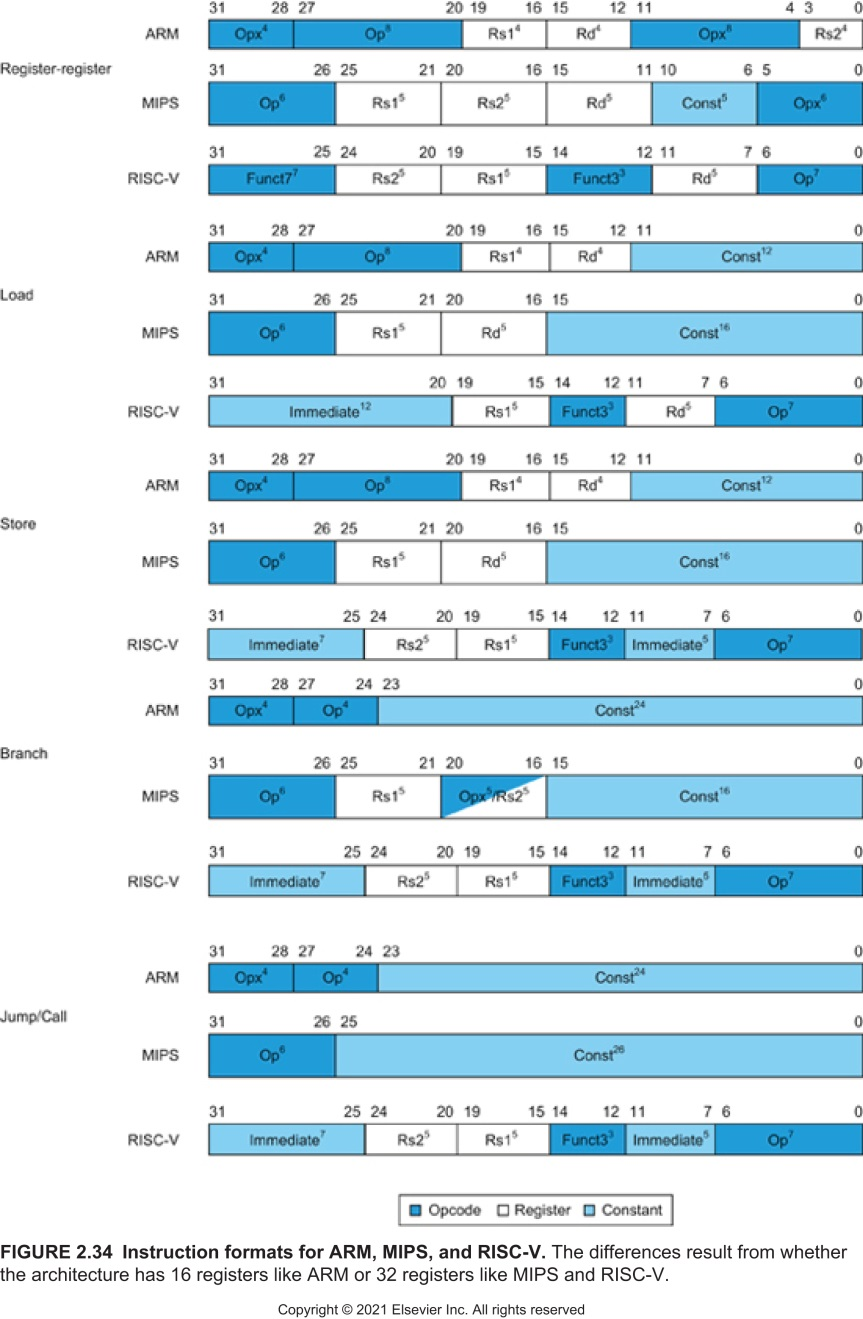 31 28 27 20 19 16 15 12 11 4 3 0
ARM Opx4 Op8 Rs14 Rd4 Opx8 Rs24
Register-register
31 26 25 21 20 16 15 11 10 6 5 0
MIPS Op6 Rs15 Rs25 Rd5 Const5 Opx6
31 25 24 20 19 15 14 12 11 7 6 0
RISC-V Funct77 Rs25 Rs15 Funct33 Rd5 Op7
31 28 27 20 19 16 15 12 11 0
ARM Opx4 Op8 Rs14 Rd4 Const12
Load
31 26 25 21 20 16 15 0
MIPS Op6 Rs15 Rd5 Const16
31 20 19 15 14 12 11 7 6 0
RISC-V Immediate12 Rs15 Funct33 Rd5 Op7
31 28 27 20 19 16 15 12 11 0
ARM Opx4 Op8 Rs14 Rd4 Const12
Store
31 26 25 21 20 16 15 0
MIPS Op6 Rs15 Rd5 Const16
31 25 24 20 19 15 14 12 11 7 6 0
RISC-V Immediate7 Rs25 Rs15 Funct33 Immediate5 Op7
31 28 27 24 23 0
ARM Opx4 Op4 Const24
Branch
31 26 25 21 20 16 15 0
MIPS Op6 Rs15 Opx5/Rs25 Const16
31 25 24 20 19 15 14 12 11 7 6 0
RISC-V Immediate7 Rs25 Rs15 Funct33 Immediate5 Op7
31 28 27 24 23 0
ARM Opx4 Op4 Const24
Jump/Call
31 26 25 0
MIPS Op6 Const26
31 25 24 20 19 15 14 12 11 7 6 0
RISC-V Immediate7 Rs25 Rs15 Funct33 Immediate5 Op7
Opcode Register Constant
FIGURE 2.34 Instruction formats for ARM, MIPS, and RISC-V. The differences result from whether
the architecture has 16 registers like ARM or 32 registers like MIPS and RISC-V.
Copyright © 2021 Elsevier Inc. All rights reserved